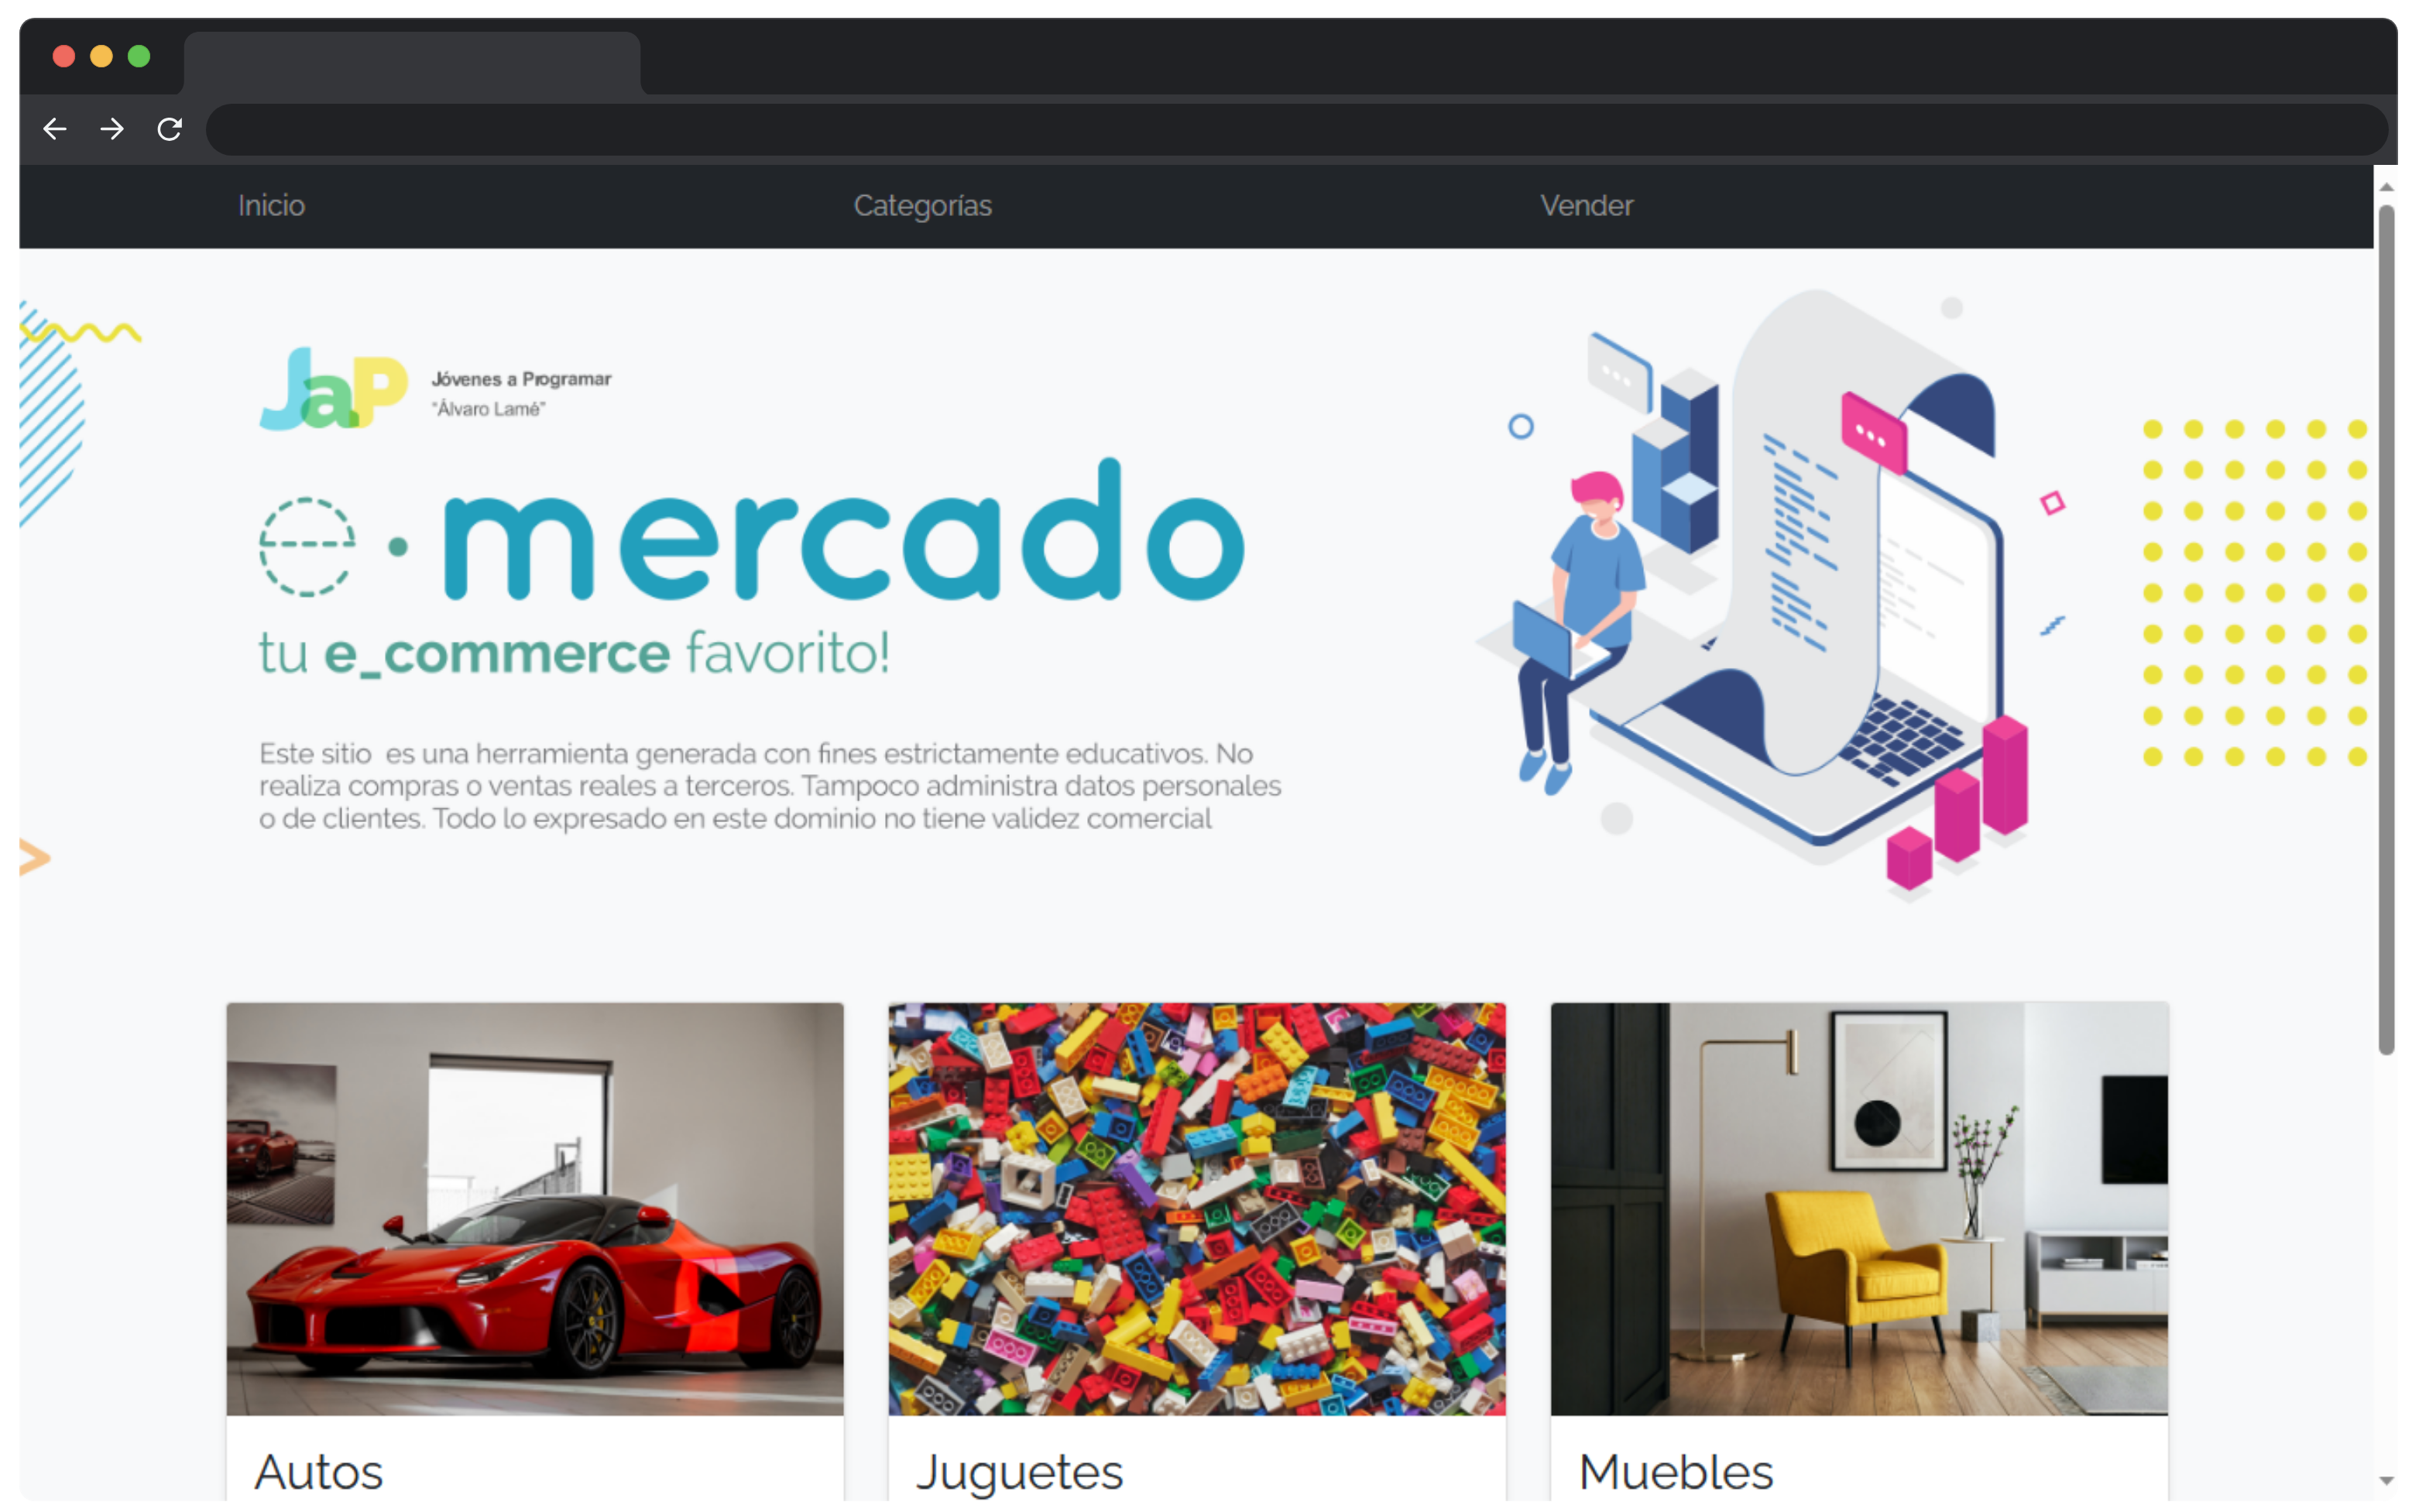 Inicio
Categorías
Vender
JaP
Jóvenes a Programar
"Álvaro Lamé"
e · mercado
tu e_commerce favorito!
Este sitio  es una herramienta generada con fines estrictamente educativos. No
realiza compras o ventas reales a terceros. Tampoco administra datos personales
o de clientes. Todo lo expresado en este dominio no tiene validez comercial
Autos
Juguetes
Muebles